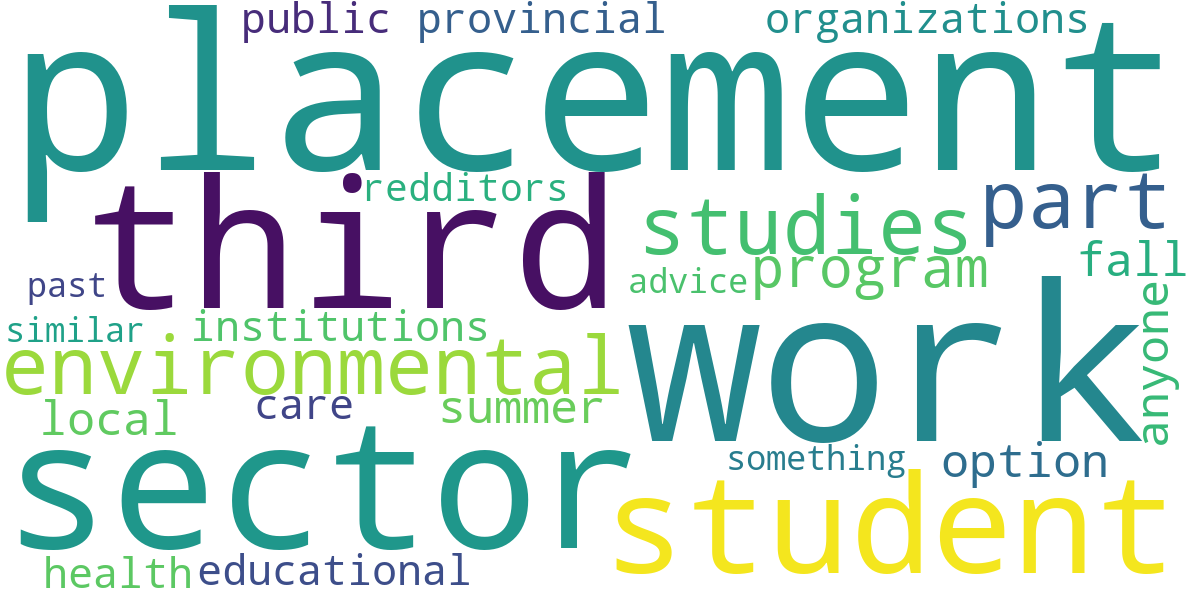 public provincial organizations
placement
redditors
third
studies
part
past
advice
program
fall
similar
institutions
environmental
work
anyone
local
care
summer
sector
something
option
student
health
educational